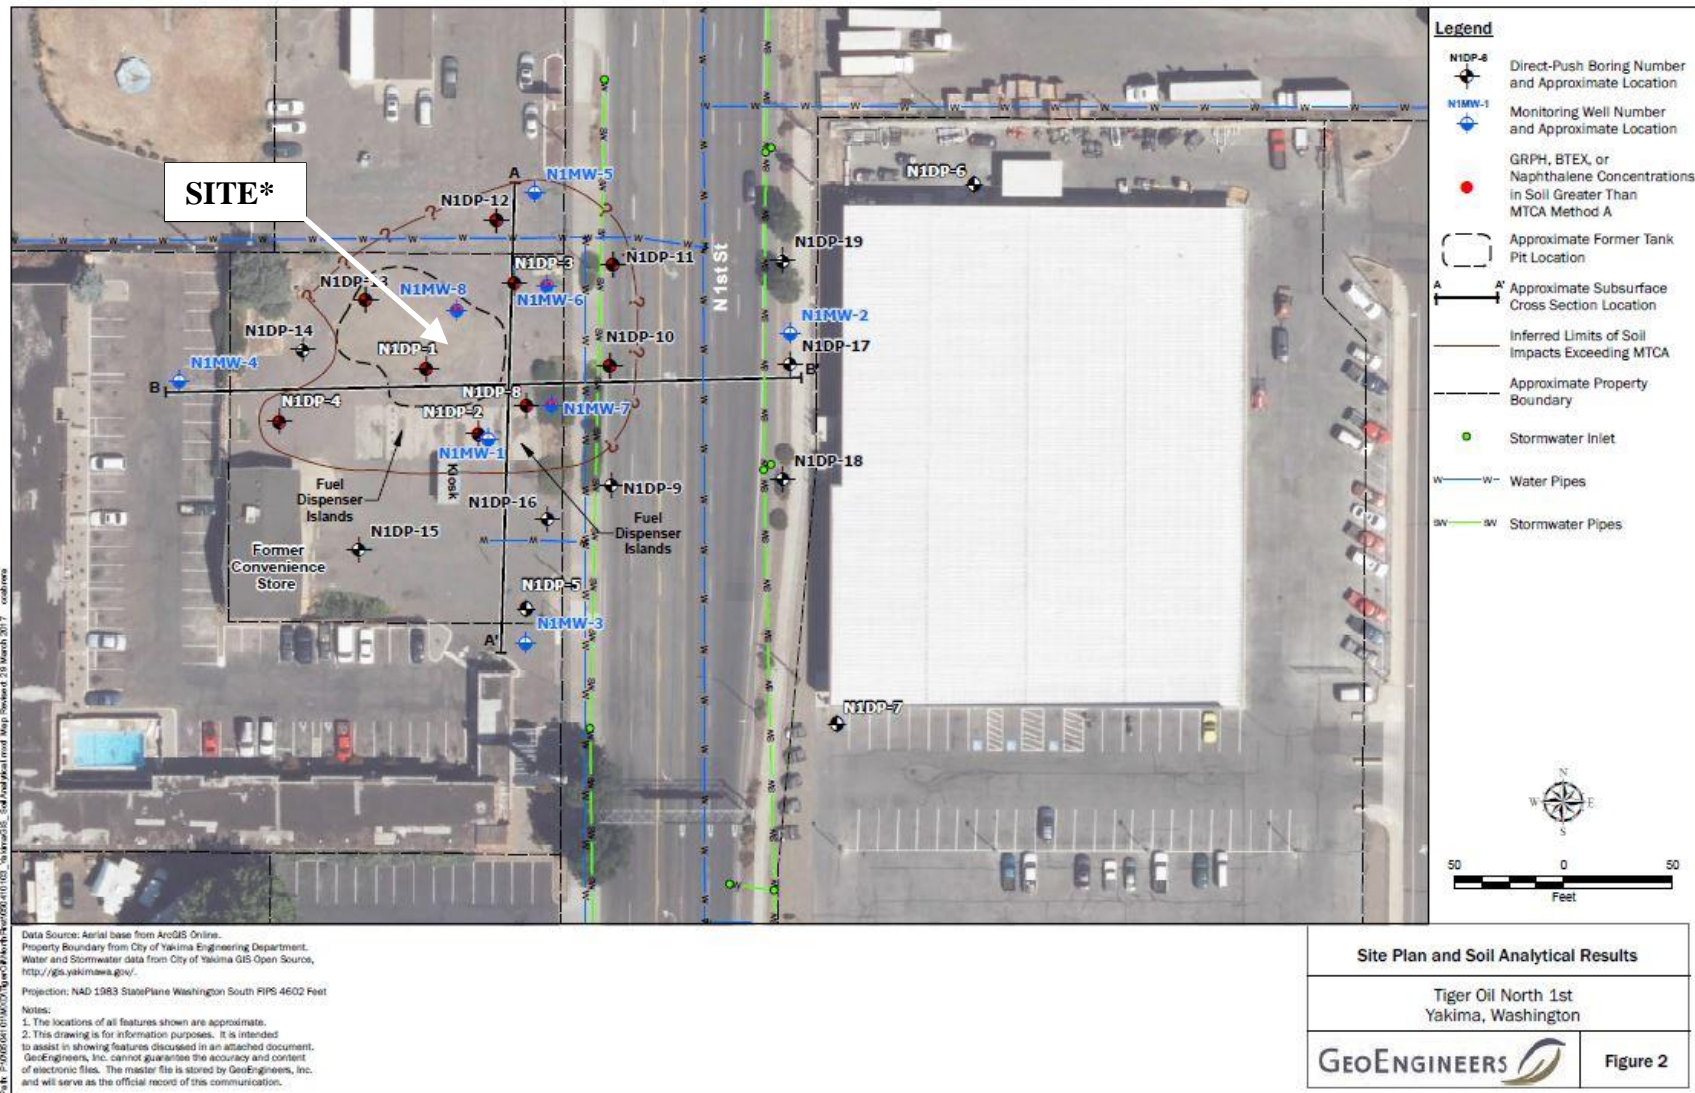 SITE*
A
N1MW-5
N1DP-12
N1DP-6
N1DP-19
N1DP-11
N1DP-3
N1DP-13
N1MW-8
N1MW-6
N 1st St
N1MW-2
N1DP-14
N1DP-10
N1DP-17
N1DP-1
N1MW-4
B
B'
N1DP-8
N1DP-4
N1DP-2
N1MW-7
N1MW-1
Kiosk
N1DP-18
Fuel
Dispenser
Islands
N1DP-16
N1DP-9
Fuel
Dispenser
Islands
N1DP-15
Former
Convenience
Store
N1DP-5
N1MW-3
A'
N1DP-7
Legend
N1DP-6
Direct-Push Boring Number
and Approximate Location
N1MW-1
Monitoring Well Number
and Approximate Location
GRPH, BTEX, or
Naphthalene Concentrations
in Soil Greater Than
MTCA Method A
Approximate Former Tank
Pit Location
A A'
Approximate Subsurface
Cross Section Location
Inferred Limits of Soil
Impacts Exceeding MTCA
Approximate Property
Boundary
Stormwater Inlet
W W
Water Pipes
SW SW
Stormwater Pipes
N
W E
S
50 0 50
Feet
Data Source: Aerial base from ArcGIS Online.
Property Boundary from City of Yakima Engineering Department.
Water and Stormwater data from City of Yakima GIS Open Source,
http://gis.yakimawa.gov/.
Projection: NAD 1983 StatePlane Washington South FIPS 4602 Feet
Notes:
1. The locations of all features shown are approximate.
2. This drawing is for information purposes. It is intended
to assist in showing features discussed in an attached document.
GeoEngineers, Inc. cannot guarantee the accuracy and content
of electronic files. The master file is stored by GeoEngineers, Inc.
and will serve as the official record of this communication.
Site Plan and Soil Analytical Results
Tiger Oil North 1st
Yakima, Washington
GEOENGINEERS
Figure 2
Map Revised: 29 March 2017